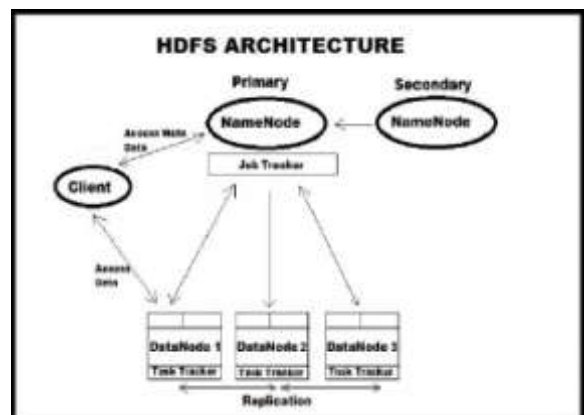 HDFS ARCHITECTURE
Primary
Secondary
NameNode
NameNode
Access Meta
Data
Job Tracker
Client
Access
Data
DataNode 1
DataNode 2
DataNode 3
Task Tracker
Task Tracker
Task Tracker
Replication